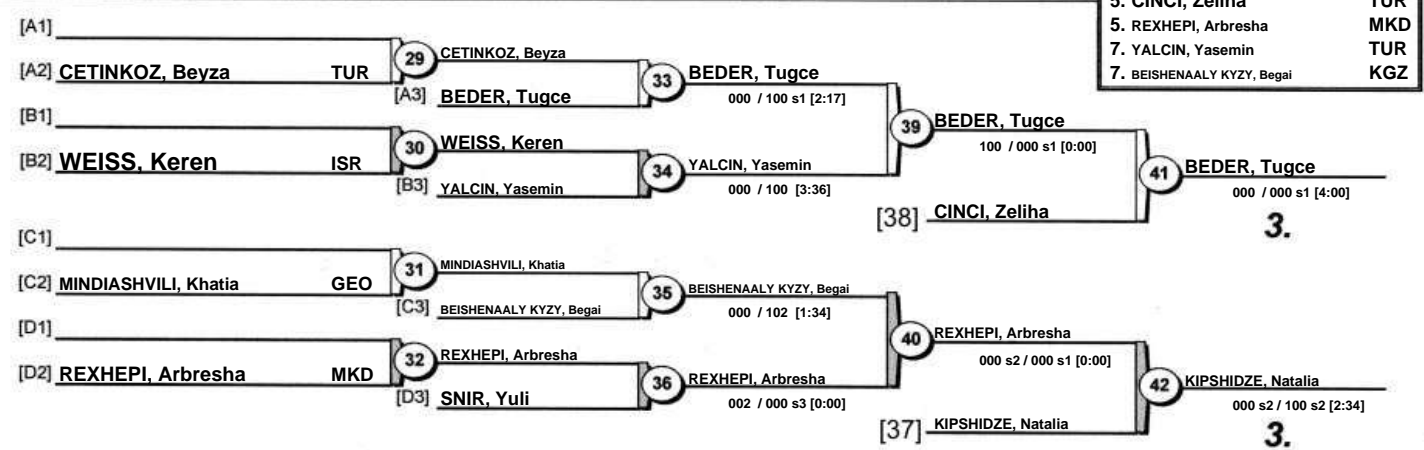 5. CINCI, Zeliha TUR
5. REXHEPI, Arbresha MKD
7. YALCIN, Yasemin TUR
7. BEISHENAALY KYZY, Begai KGZ
[A1]
[A2] CETINKOZ, Beyza TUR
29
CETINKOZ, Beyza
[A3] BEDER, Tugce
33
BEDER, Tugce
000 / 100 s1 [2:17]
[B1]
[B2] WEISS, Keren ISR
30
WEISS, Keren
[B3] YALCIN, Yasemin
34
YALCIN, Yasemin
000 / 100 [3:36]
39
BEDER, Tugce
100 / 000 s1 [0:00]
[38] CINCI, Zeliha
41
BEDER, Tugce
000 / 000 s1 [4:00]
3.
[C1]
[C2] MINDIASHVILI, Khatia GEO
31
MINDIASHVILI, Khatia
[C3] BEISHENAALY KYZY, Begai
35
BEISHENAALY KYZY, Begai
000 / 102 [1:34]
[D1]
[D2] REXHEPI, Arbresha MKD
32
REXHEPI, Arbresha
[D3] SNIR, Yuli
36
REXHEPI, Arbresha
002 / 000 s3 [0:00]
40
REXHEPI, Arbresha
000 s2 / 000 s1 [0:00]
[37] KIPSHIDZE, Natalia
42
KIPSHIDZE, Natalia
000 s2 / 100 s2 [2:34]
3.